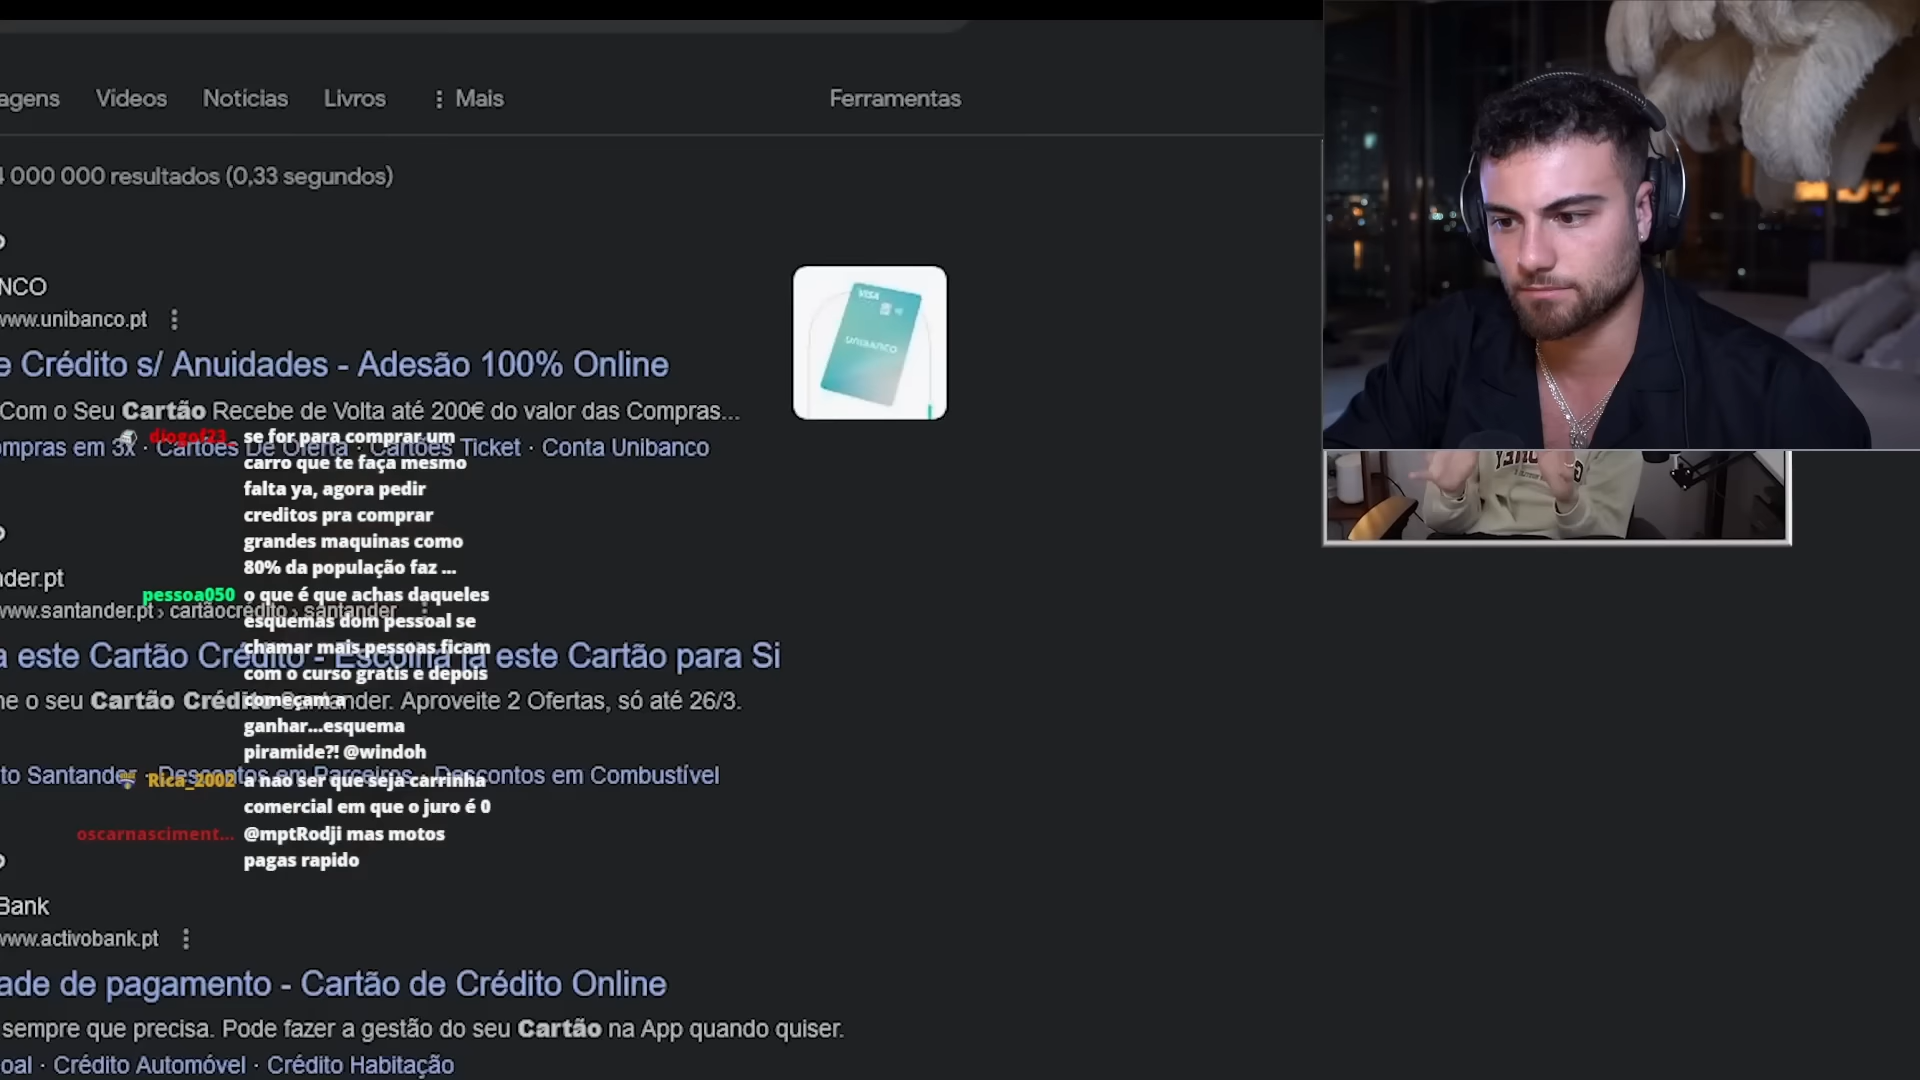 agens Vídeos Notícias Livros Mais Ferramentas
000 000 resultados (0,33 segundos)
NCO
www.unibanco.pt
e Crédito s/ Anuidades - Adesão 100% Online
Com o Seu Cartão Recebe de Volta até 200€ do valor das Compras...
ompras em 3x · Cartões De Oferta · Cartões Ticket · Conta Unibanco
VISA
UNIBANCO
diogof23_ se for para comprar um
carro que te faça mesmo
falta ya, agora pedir
creditos pra comprar
grandes maquinas como
80% da população faz ...
nder.pt
www.santander.pt › cartãocrédito › santander
pessoa050 o que é que achas daqueles
esquemas dom pessoal se
chamar mais pessoas ficam
com o curso gratis e depois
começam a
ganhar...esquema
piramide?! @windoh
a este Cartão Crédito - Escolha já este Cartão para Si
ne o seu Cartão Crédito Santander. Aproveite 2 Ofertas, só até 26/3.
to Santander · Descontos em Parceiros · Descontos em Combustível
Rica_2002 a nao ser que seja carrinha
comercial em que o juro é 0
oscarnasciment... @mptRodji mas motos
pagas rapido
Bank
www.activobank.pt
ade de pagamento - Cartão de Crédito Online
sempre que precisa. Pode fazer a gestão do seu Cartão na App quando quiser.
oal · Crédito Automóvel · Crédito Habitação